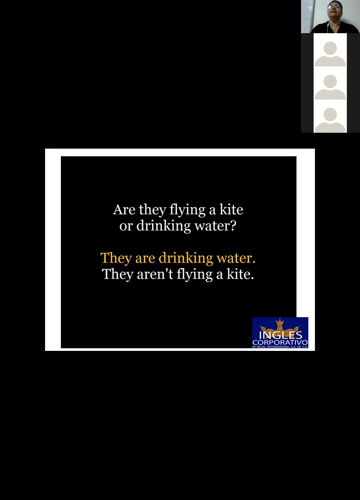 Are they flying a kite
or drinking water?
They are drinking water.
They aren't flying a kite.
INGLES
CORPORATIVO